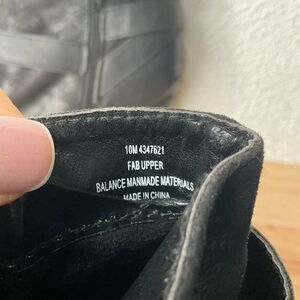 10M 4347621
FAB UPPER
BALANCE MANMADE MATERIALS
MADE IN CHINA